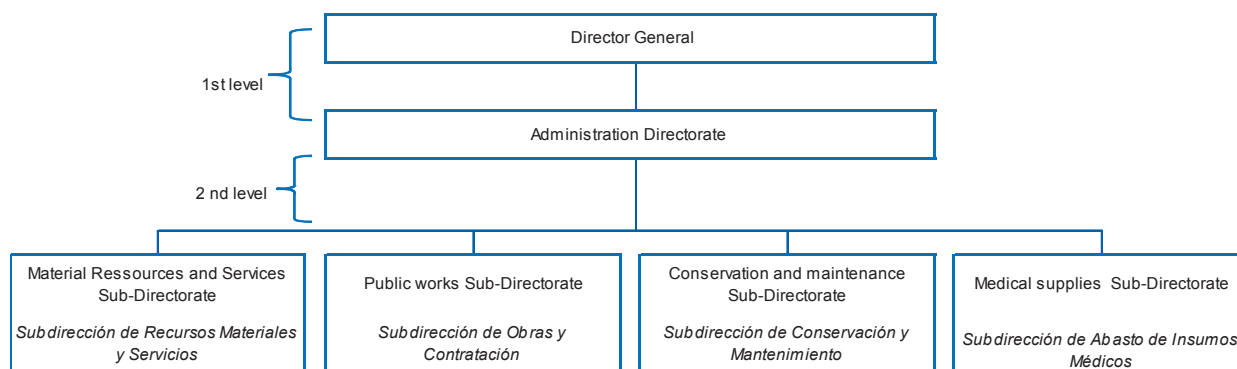 Director General
1st level
Administration Directorate
2 nd level
Material Ressources and Services
Sub-Directorate
Subdirección de Recursos Materiales
y Servicios
Public works Sub-Directorate
Subdirección de Obras y
Contratación
Conservation and maintenance
Sub-Directorate
Subdirección de Conservación y
Mantenimiento
Medical supplies Sub-Directorate
Subdirección de Abasto de Insumos
Médicos